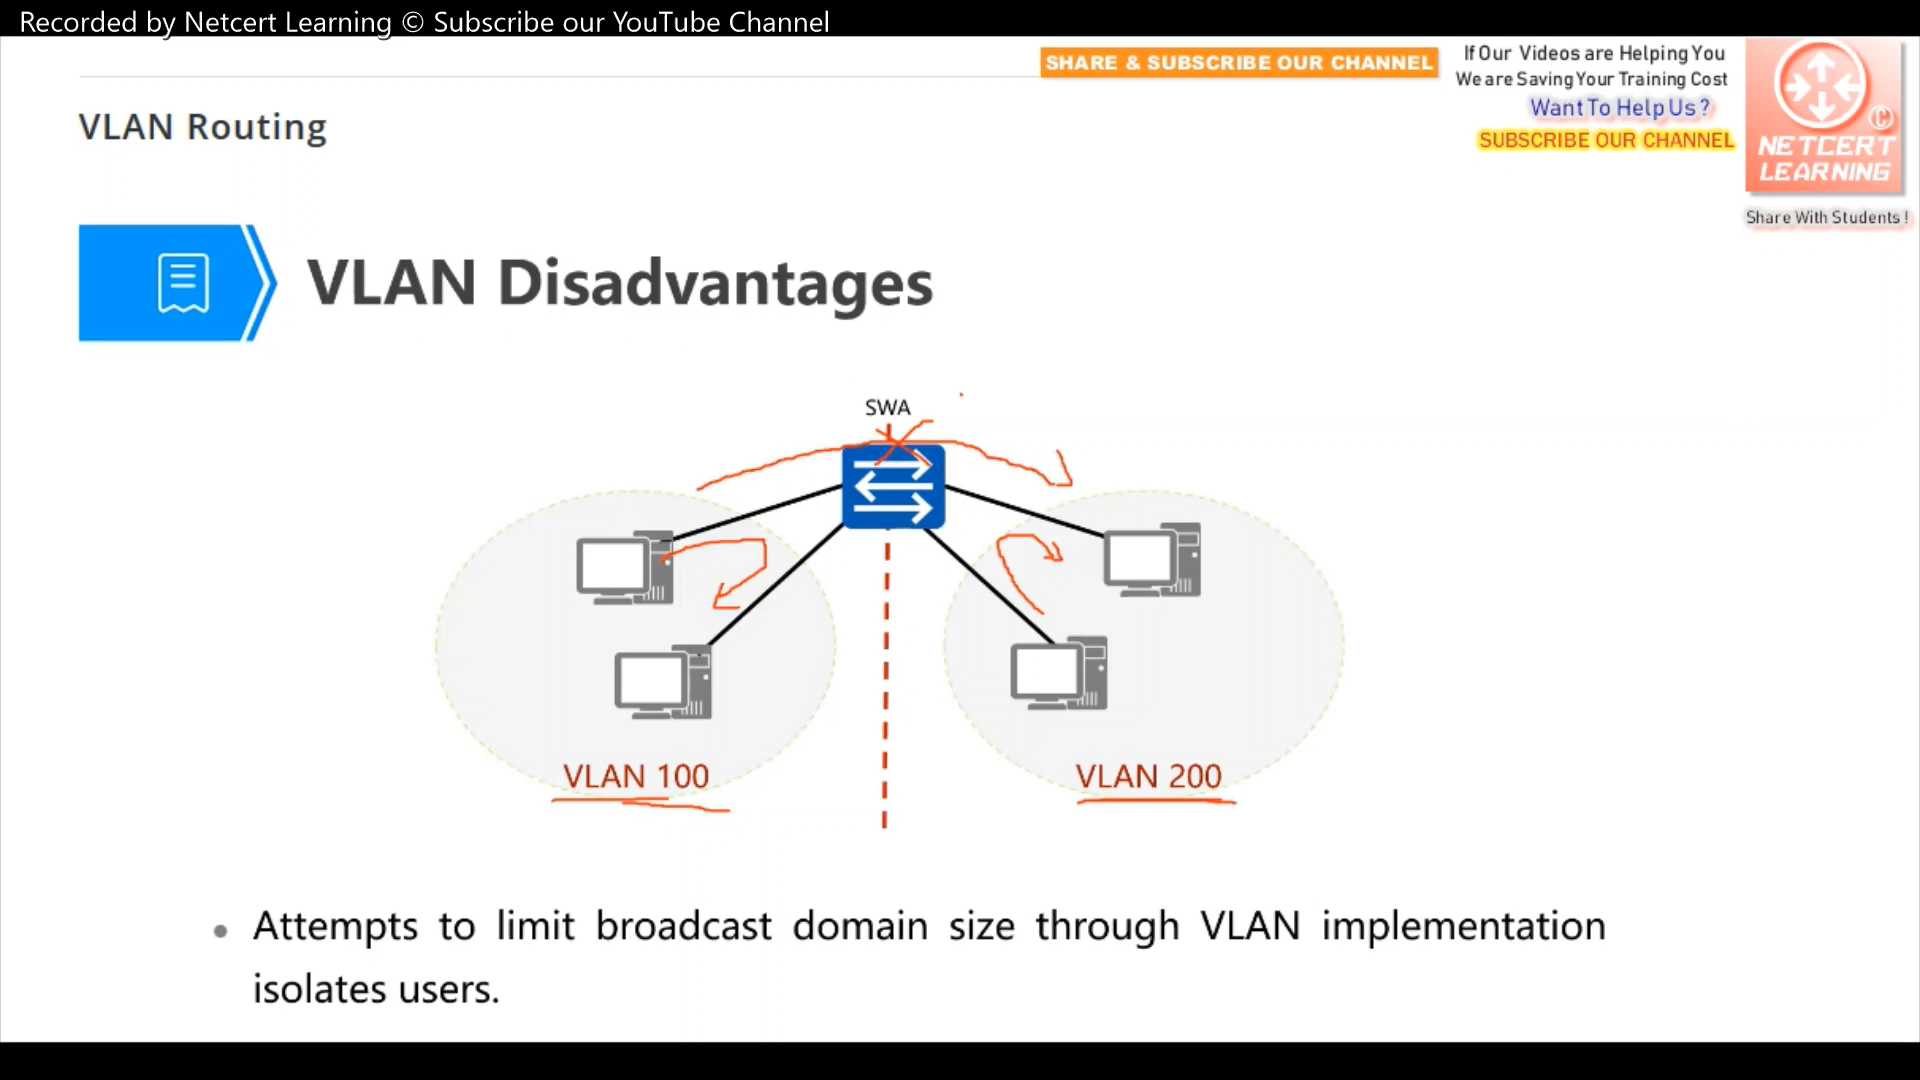 Recorded by Netcert Learning © Subscribe our YouTube Channel
SHARE & SUBSCRIBE OUR CHANNEL
If Our Videos are Helping You
We are Saving Your Training Cost
Want To Help Us ?
SUBSCRIBE OUR CHANNEL
©
NETCERT
LEARNING
Share With Students !
VLAN Routing
VLAN Disadvantages
SWA
VLAN 100
VLAN 200
• Attempts to limit broadcast domain size through VLAN implementation
isolates users.